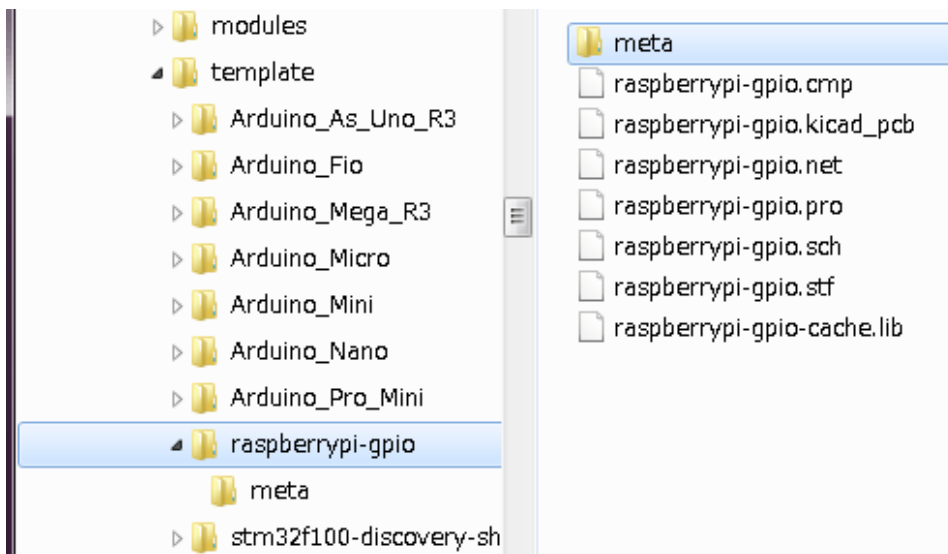 modules
template
Arduino_As_Uno_R3
Arduino_Fio
Arduino_Mega_R3
Arduino_Micro
Arduino_Mini
Arduino_Nano
Arduino_Pro_Mini
raspberrypi-gpio
meta
stm32f100-discovery-sh
meta
raspberrypi-gpio.cmp
raspberrypi-gpio.kicad_pcb
raspberrypi-gpio.net
raspberrypi-gpio.pro
raspberrypi-gpio.sch
raspberrypi-gpio.stf
raspberrypi-gpio-cache.lib